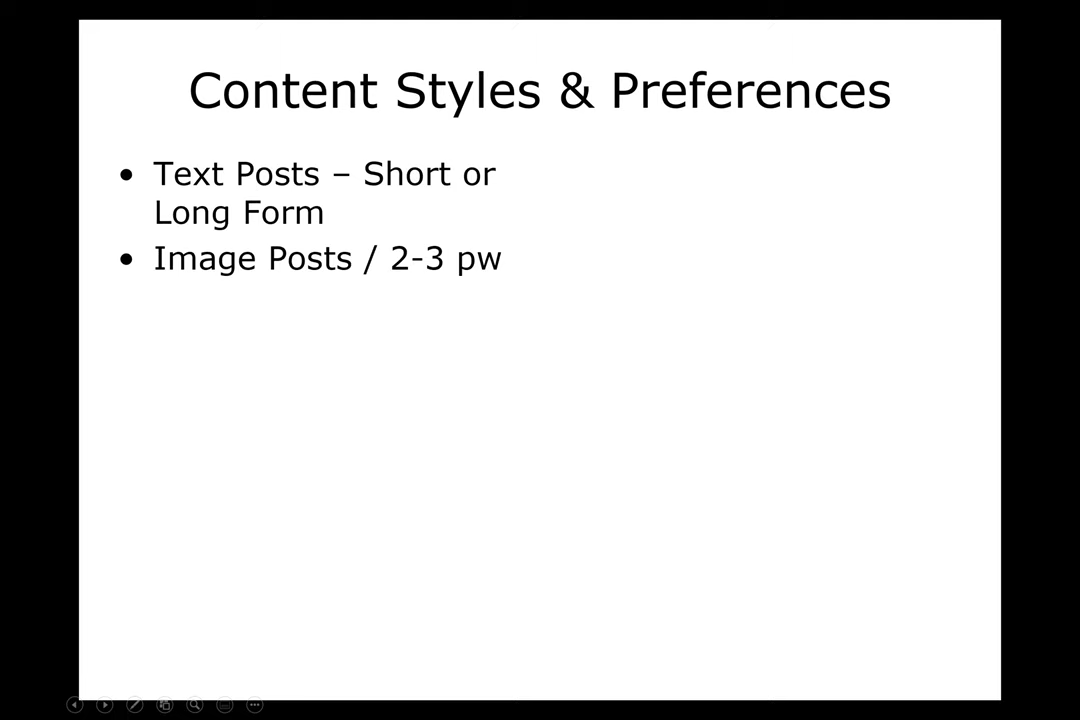 Content Styles & Preferences
• Text Posts – Short or
Long Form
• Image Posts / 2-3 pw